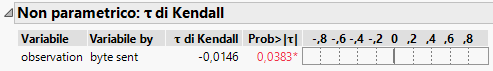 Non parametrico: τ di Kendall
Variabile Variabile by τ di Kendall Prob>|τ| -,8 -,6 -,4 -,2 0 ,2 ,4 ,6 ,8
observation byte sent -0,0146 0,0383*